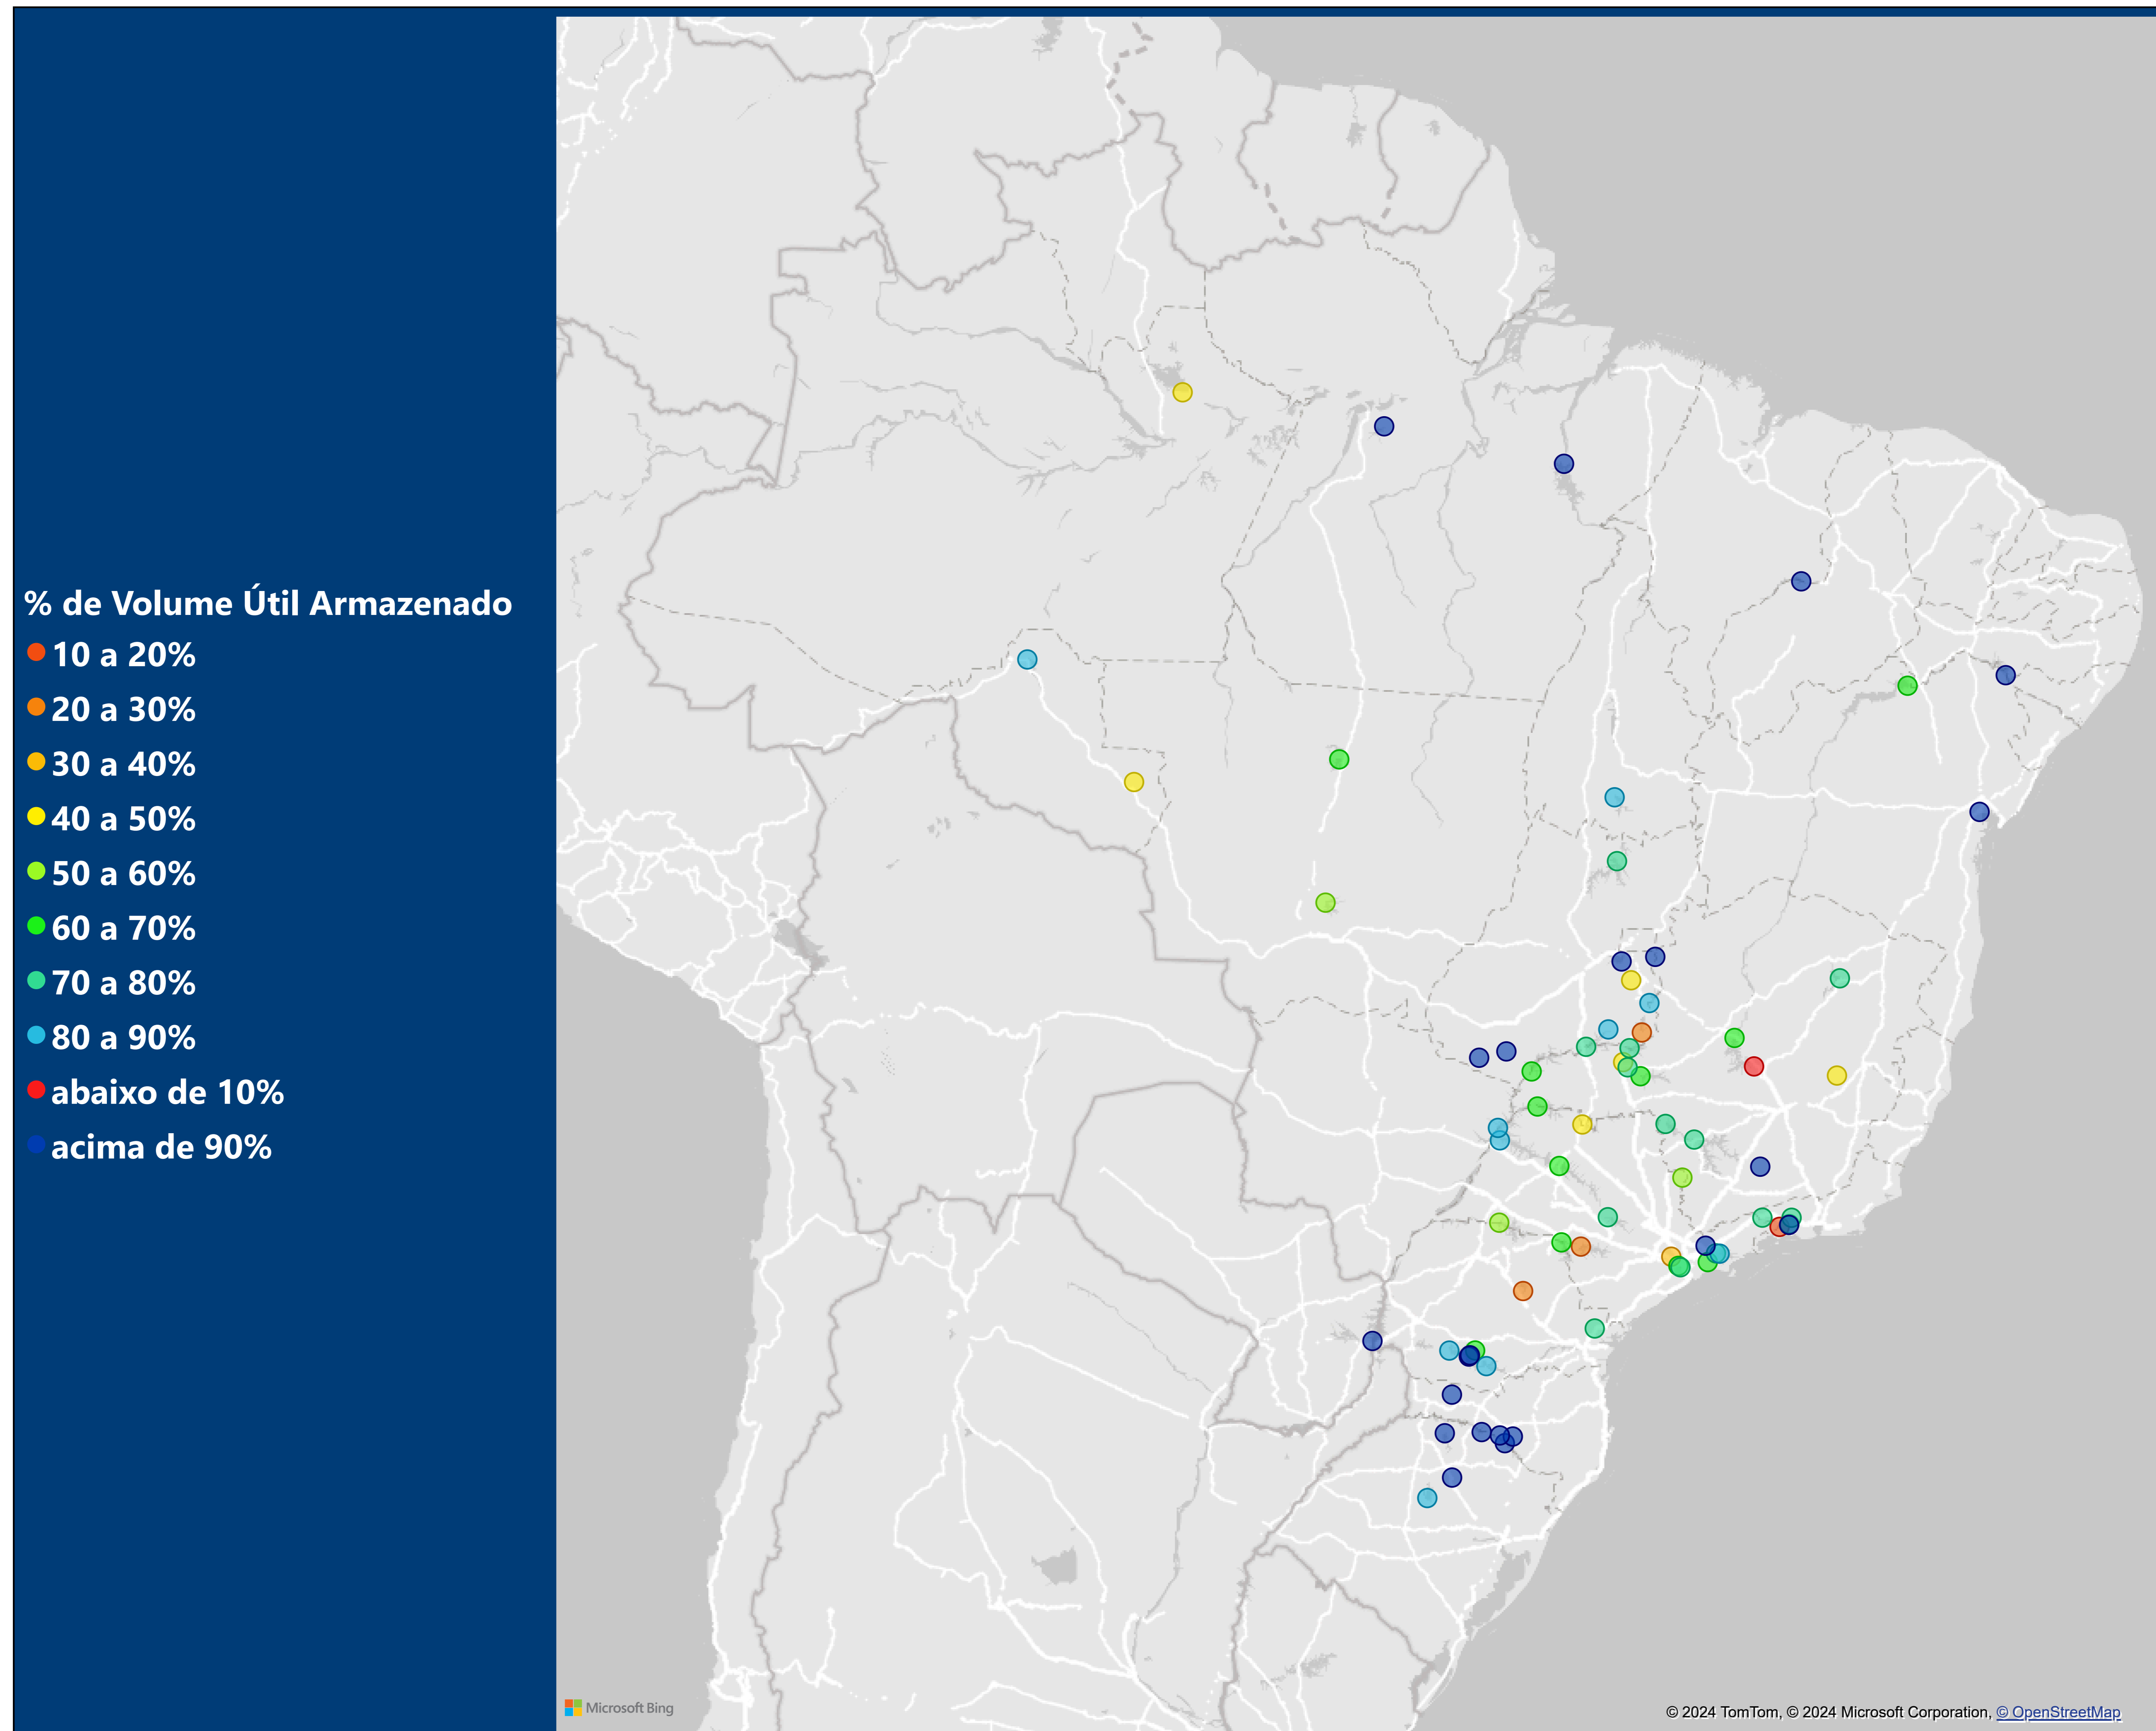 % de Volume Útil Armazenado
10 a 20%
20 a 30%
30 a 40%
40 a 50%
50 a 60%
60 a 70%
70 a 80%
80 a 90%
abaixo de 10%
acima de 90%
Microsoft Bing
© 2024 TomTom, © 2024 Microsoft Corporation, © OpenStreetMap